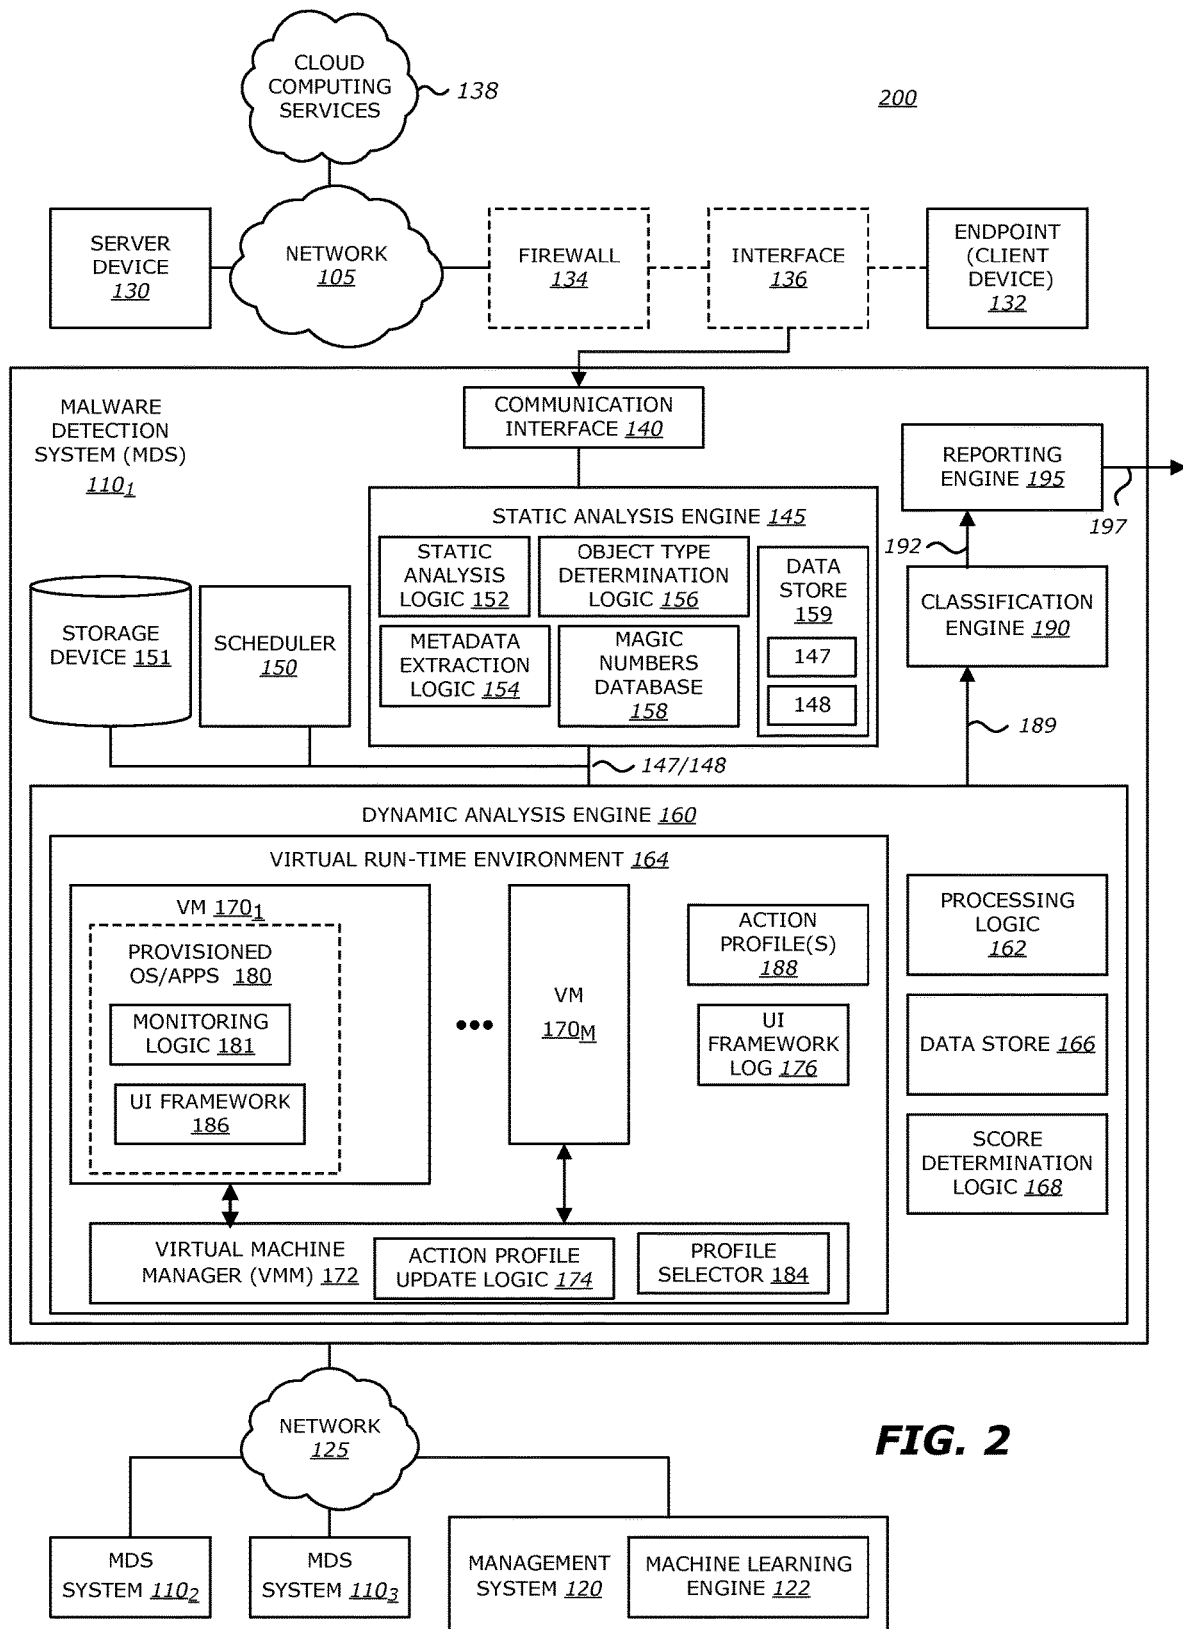 CLOUD
COMPUTING
SERVICES
138
200
SERVER
DEVICE
130
NETWORK
105
FIREWALL
134
INTERFACE
136
ENDPOINT
(CLIENT
DEVICE)
132
MALWARE
DETECTION
SYSTEM (MDS)
110₁
COMMUNICATION
INTERFACE 140
REPORTING
ENGINE 195
197
192
CLASSIFICATION
ENGINE 190
189
STATIC ANALYSIS ENGINE 145
STATIC
ANALYSIS
LOGIC 152
OBJECT TYPE
DETERMINATION
LOGIC 156
DATA
STORE
159
147
148
METADATA
EXTRACTION
LOGIC 154
MAGIC
NUMBERS
DATABASE
158
STORAGE
DEVICE 151
SCHEDULER
150
147/148
DYNAMIC ANALYSIS ENGINE 160
VIRTUAL RUN-TIME ENVIRONMENT 164
VM 170₁
PROVISIONED
OS/APPS 180
MONITORING
LOGIC 181
UI FRAMEWORK
186
VM
170M
ACTION
PROFILE(S)
188
UI
FRAMEWORK
LOG 176
PROCESSING
LOGIC
162
DATA STORE 166
SCORE
DETERMINATION
LOGIC 168
VIRTUAL MACHINE
MANAGER (VMM) 172
ACTION PROFILE
UPDATE LOGIC 174
PROFILE
SELECTOR 184
NETWORK
125
FIG. 2
MDS
SYSTEM 110₂
MDS
SYSTEM 110₃
MANAGEMENT
SYSTEM 120
MACHINE LEARNING
ENGINE 122